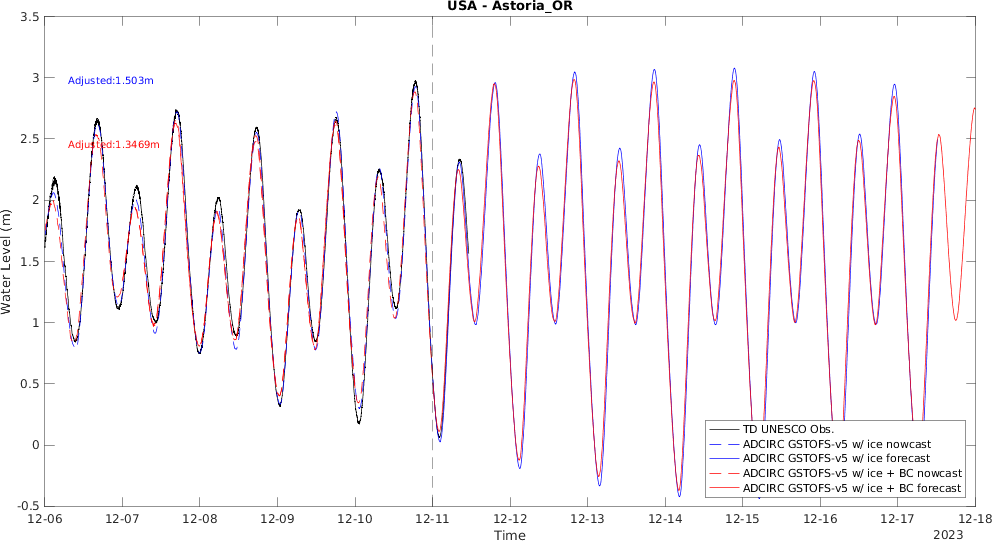 USA - Astoria_OR
3.5
3
2.5
2
1.5
1
0.5
0
-0.5
Water Level (m)
Adjusted:1.503m
Adjusted:1.3469m
TD UNESCO Obs.
ADCIRC GSTOFS-v5 w/ ice nowcast
ADCIRC GSTOFS-v5 w/ ice forecast
ADCIRC GSTOFS-v5 w/ ice + BC nowcast
ADCIRC GSTOFS-v5 w/ ice + BC forecast
12-06 12-07 12-08 12-09 12-10 12-11 12-12 12-13 12-14 12-15 12-16 12-17 12-18
Time
2023